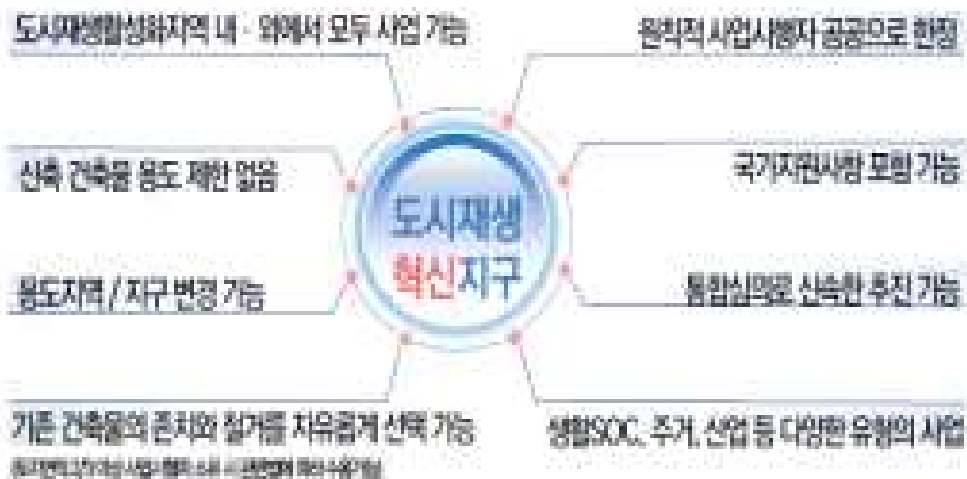 도시재생활성화지역 내 · 외에서 모두 사업 가능
원칙적 사업시행자 공공으로 한정
신축 건축물 용도 제한 없음
국가지원사항 포함 가능
도시재생
혁신지구
용도지역 / 지구 변경 가능
통합심의로 신속한 추진 가능
기존 건축물의 존치와 철거를 자유롭게 선택 가능
생활SOC, 주거, 산업 등 다양한 유형의 사업